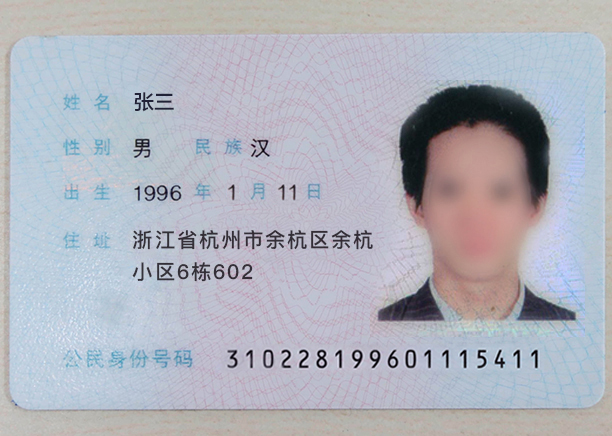 姓名 张三
性别 男 民族 汉
出生 1996 年 1 月 11 日
住址 浙江省杭州市余杭区余杭
小区6栋602
公民身份号码 310228199601115411